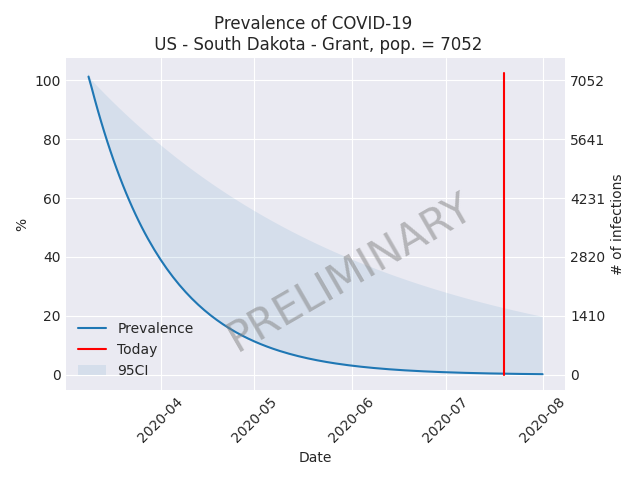 Prevalence of COVID-19
US - South Dakota - Grant, pop. = 7052
100
80
60
40
20
0
%
7052
5641
4231
2820
1410
0
# of infections
PRELIMINARY
Prevalence
Today
95CI
2020-04
2020-05
2020-06
2020-07
2020-08
Date